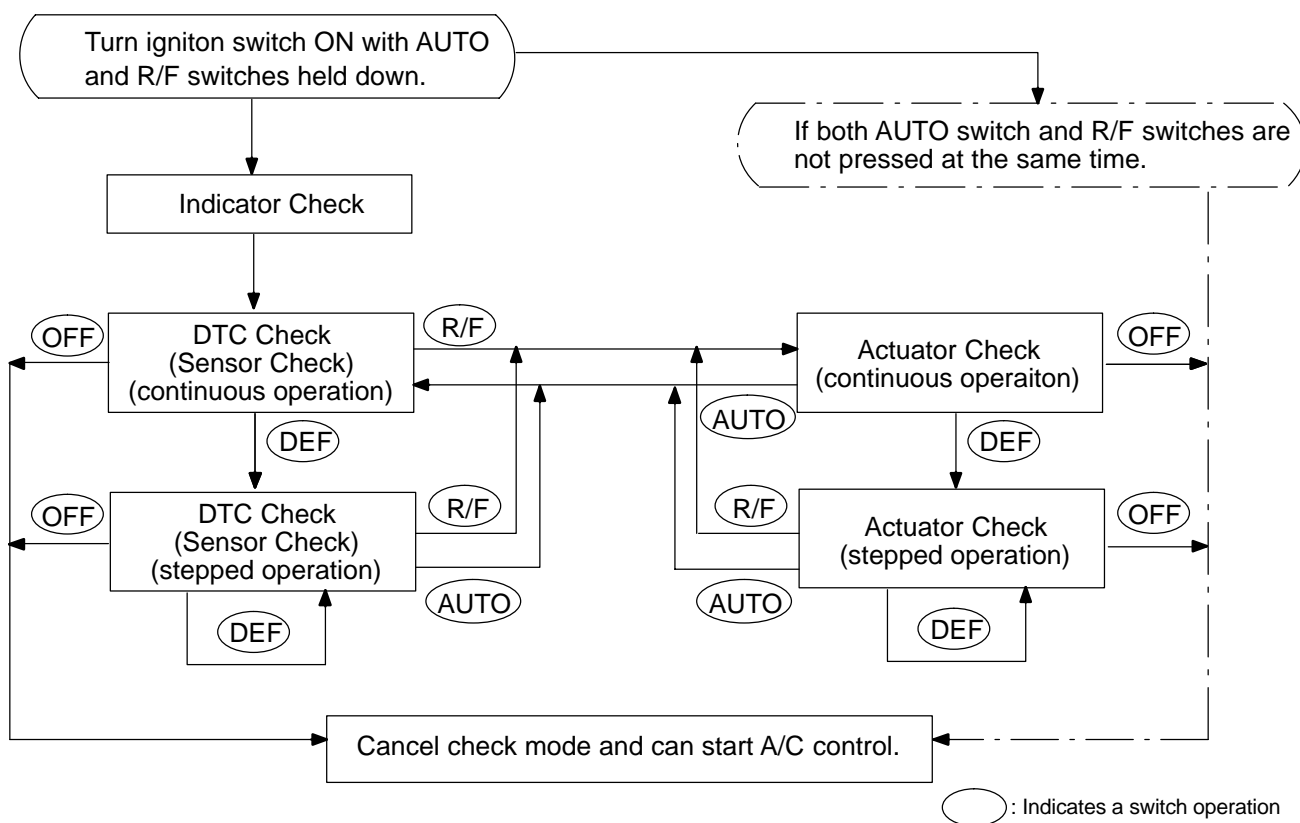 Turn igniton switch ON with AUTO
and R/F switches held down.
If both AUTO switch and R/F switches are
not pressed at the same time.
Indicator Check
OFF
DTC Check
(Sensor Check)
(continuous operation)
R/F
Actuator Check
(continuous operaiton)
OFF
AUTO
DEF
DEF
OFF
DTC Check
(Sensor Check)
(stepped operation)
R/F
AUTO
R/F
AUTO
Actuator Check
(stepped operation)
OFF
DEF
DEF
Cancel check mode and can start A/C control.
: Indicates a switch operation